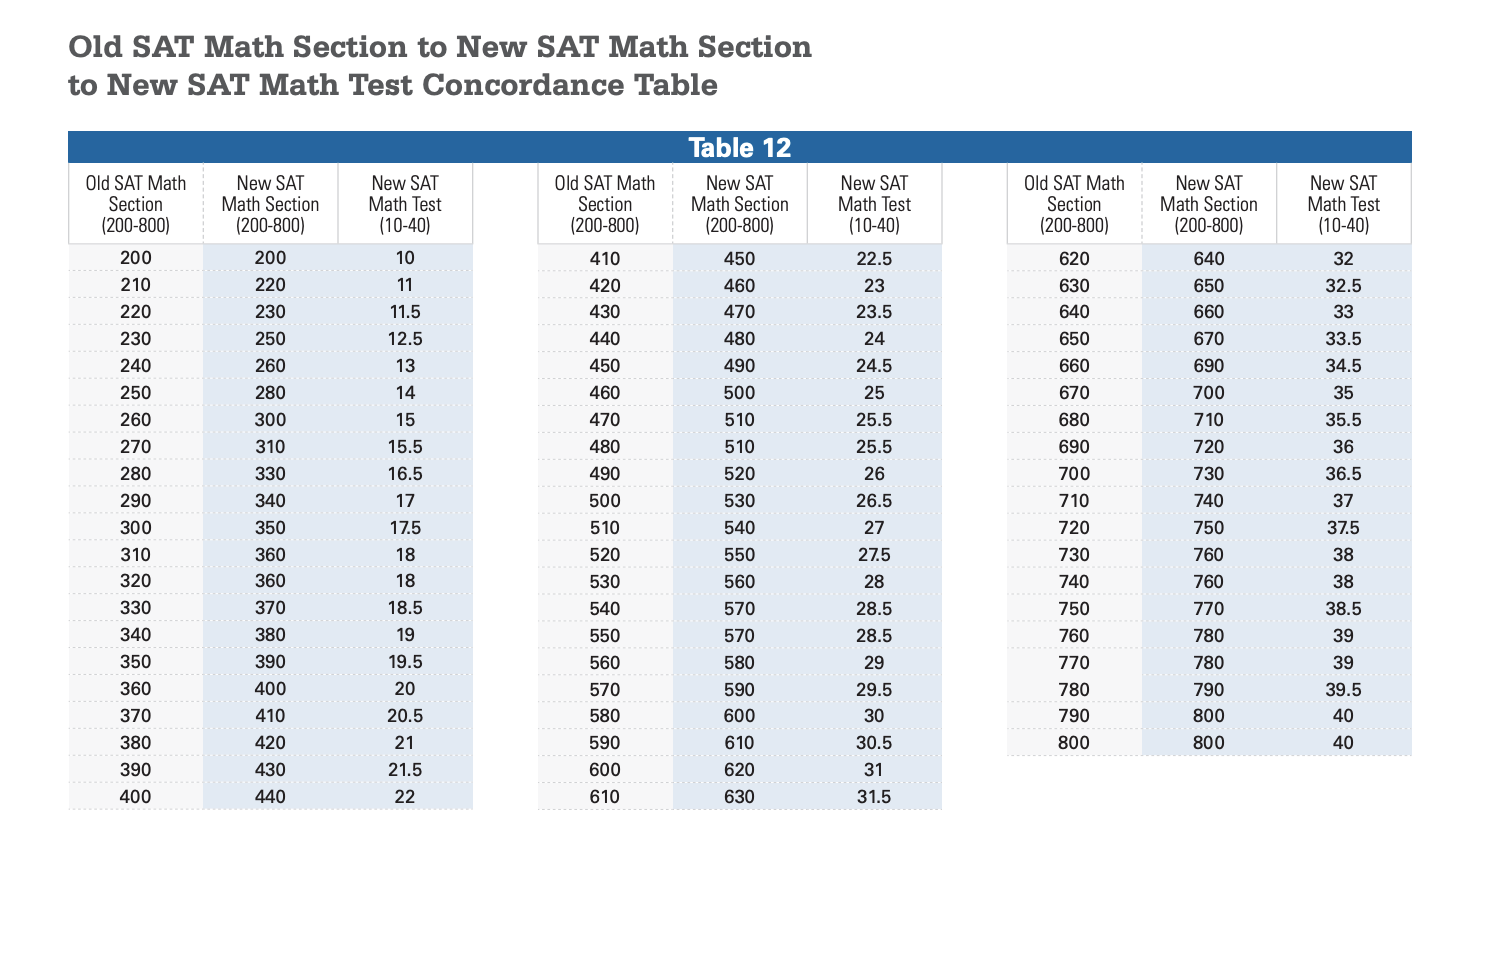 Old SAT Math Section to New SAT Math Section
to New SAT Math Test Concordance Table
Table 12
Old SAT Math Section (200-800) New SAT Math Section (200-800) New SAT Math Test (10-40)
200 200 10
210 220 11
220 230 11.5
230 250 12.5
240 260 13
250 280 14
260 300 15
270 310 15.5
280 330 16.5
290 340 17
300 350 17.5
310 360 18
320 360 18
330 370 18.5
340 380 19
350 390 19.5
360 400 20
370 410 20.5
380 420 21
390 430 21.5
400 440 22
Old SAT Math Section (200-800) New SAT Math Section (200-800) New SAT Math Test (10-40)
410 450 22.5
420 460 23
430 470 23.5
440 480 24
450 490 24.5
460 500 25
470 510 25.5
480 510 25.5
490 520 26
500 530 26.5
510 540 27
520 550 27.5
530 560 28
540 570 28.5
550 570 28.5
560 580 29
570 590 29.5
580 600 30
590 610 30.5
600 620 31
610 630 31.5
Old SAT Math Section (200-800) New SAT Math Section (200-800) New SAT Math Test (10-40)
620 640 32
630 650 32.5
640 660 33
650 670 33.5
660 690 34.5
670 700 35
680 710 35.5
690 720 36
700 730 36.5
710 740 37
720 750 37.5
730 760 38
740 760 38
750 770 38.5
760 780 39
770 780 39
780 790 39.5
790 800 40
800 800 40